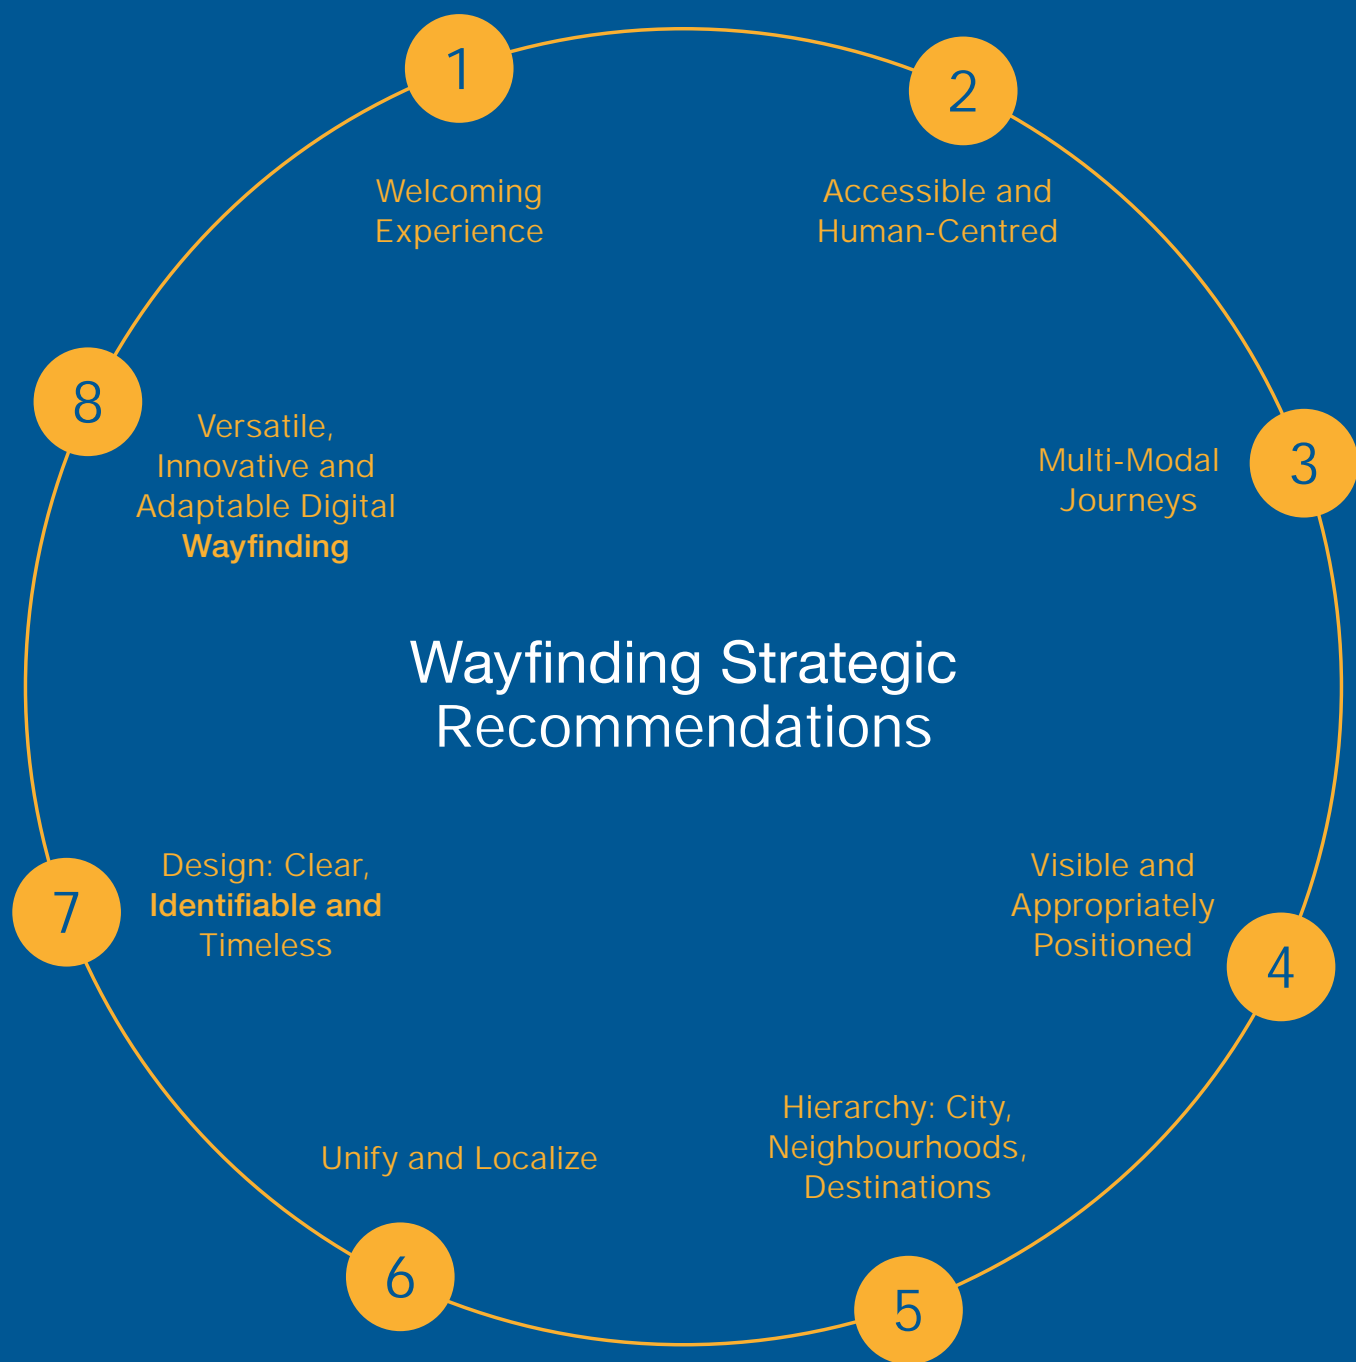 1
Welcoming
Experience
2
Accessible and
Human-Centred
3
Multi-Modal
Journeys
4
Visible and
Appropriately
Positioned
5
Hierarchy: City,
Neighbourhoods,
Destinations
6
Unify and Localize
7
Design: Clear,
Identifiable and
Timeless
8
Versatile,
Innovative and
Adaptable Digital
Wayfinding
Wayfinding Strategic
Recommendations